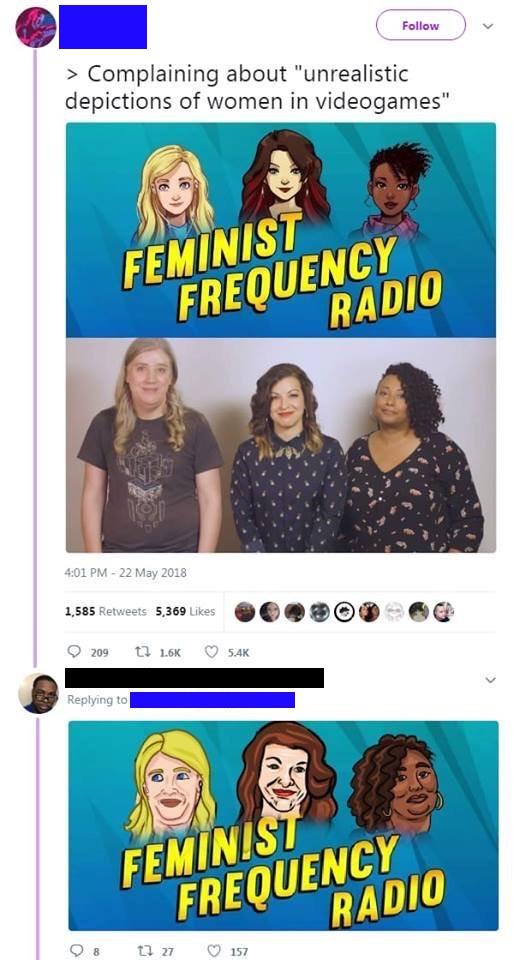 Follow
> Complaining about "unrealistic
depictions of women in videogames"
FEMINIST
FREQUENCY
RADIO
4:01 PM - 22 May 2018
1,585 Retweets 5,369 Likes
209 1.6K 5.4K
Replying to
FEMINIST
FREQUENCY
RADIO
8 27 157